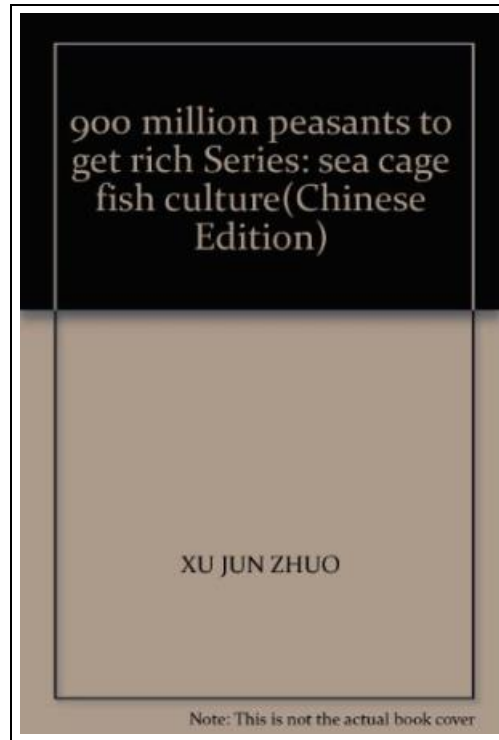 900 million peasants to
get rich Series: sea cage
fish culture(Chinese
Edition)
XU JUN ZHUO
Note: This is not the actual book cover